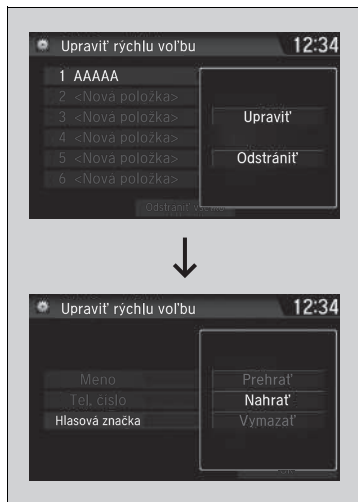 Upraviť rýchlu voľbu 12:34
1 AAAAA
2 <Nová položka>
3 <Nová položka>
4 <Nová položka>
5 <Nová položka>
6 <Nová položka>
Upraviť
Odstrániť
Odstrániť všetko
Upraviť rýchlu voľbu 12:34
Meno
Tel. číslo
Hlasová značka
Prehrať
Nahrať
Vymazať
OK